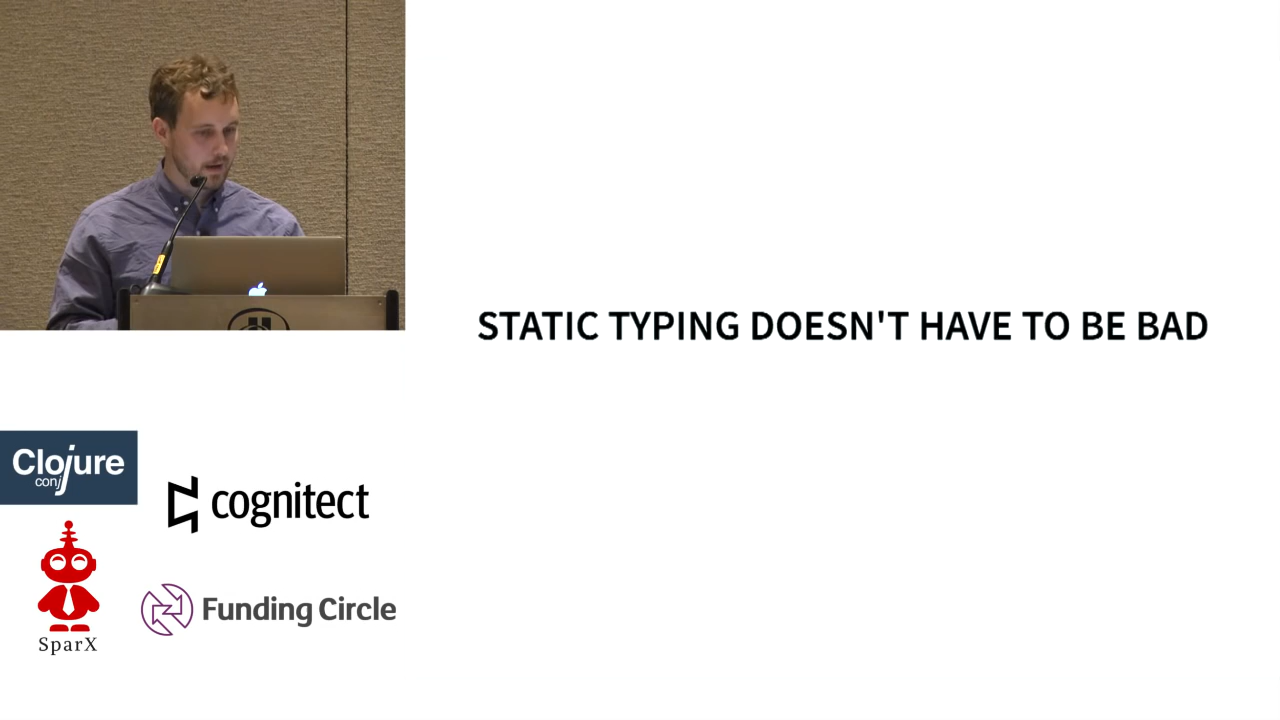 STATIC TYPING DOESN'T HAVE TO BE BAD
Clojure
conj
cognitect
SparX
Funding Circle